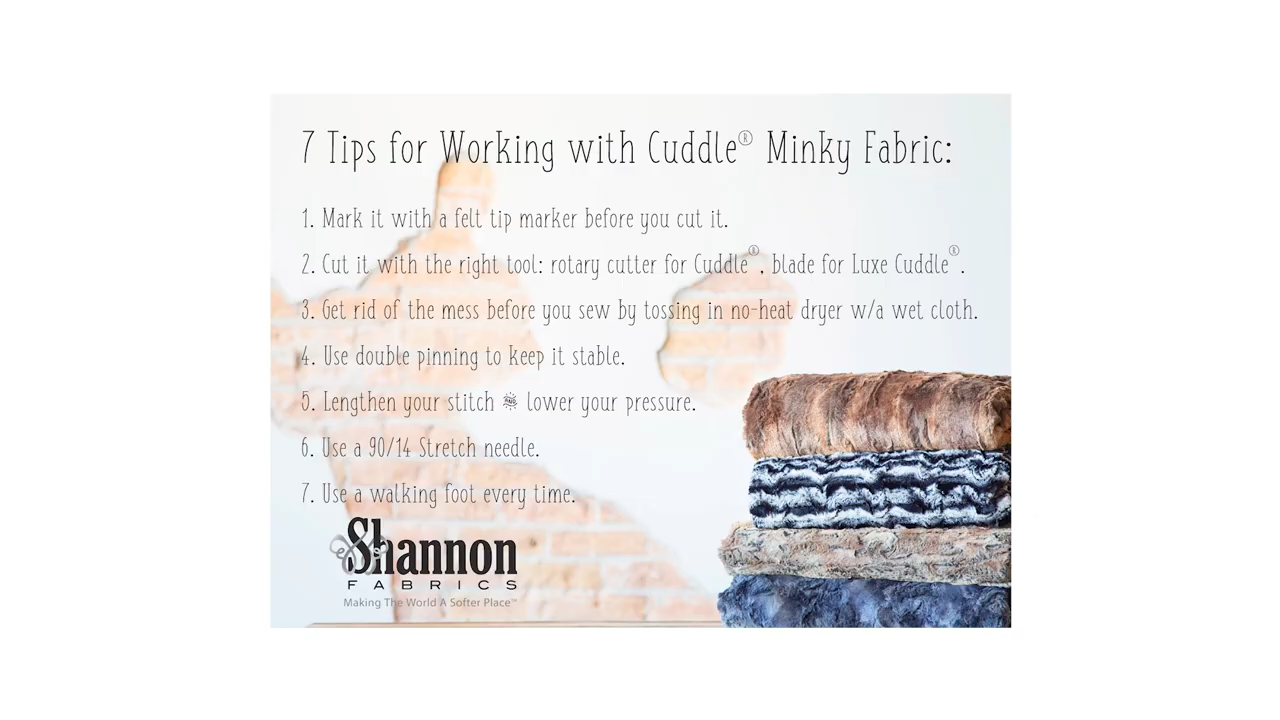 7 Tips for Working with Cuddle® Minky Fabric:
1. Mark it with a felt tip marker before you cut it.
2. Cut it with the right tool: rotary cutter for Cuddle®, blade for Luxe Cuddle®.
3. Get rid of the mess before you sew by tossing in no-heat dryer w/a wet cloth.
4. Use double pinning to keep it stable.
5. Lengthen your stitch AND lower your pressure.
6. Use a 90/14 Stretch needle.
7. Use a walking foot every time.
Shannon
FABRICS
Making The World A Softer Place™